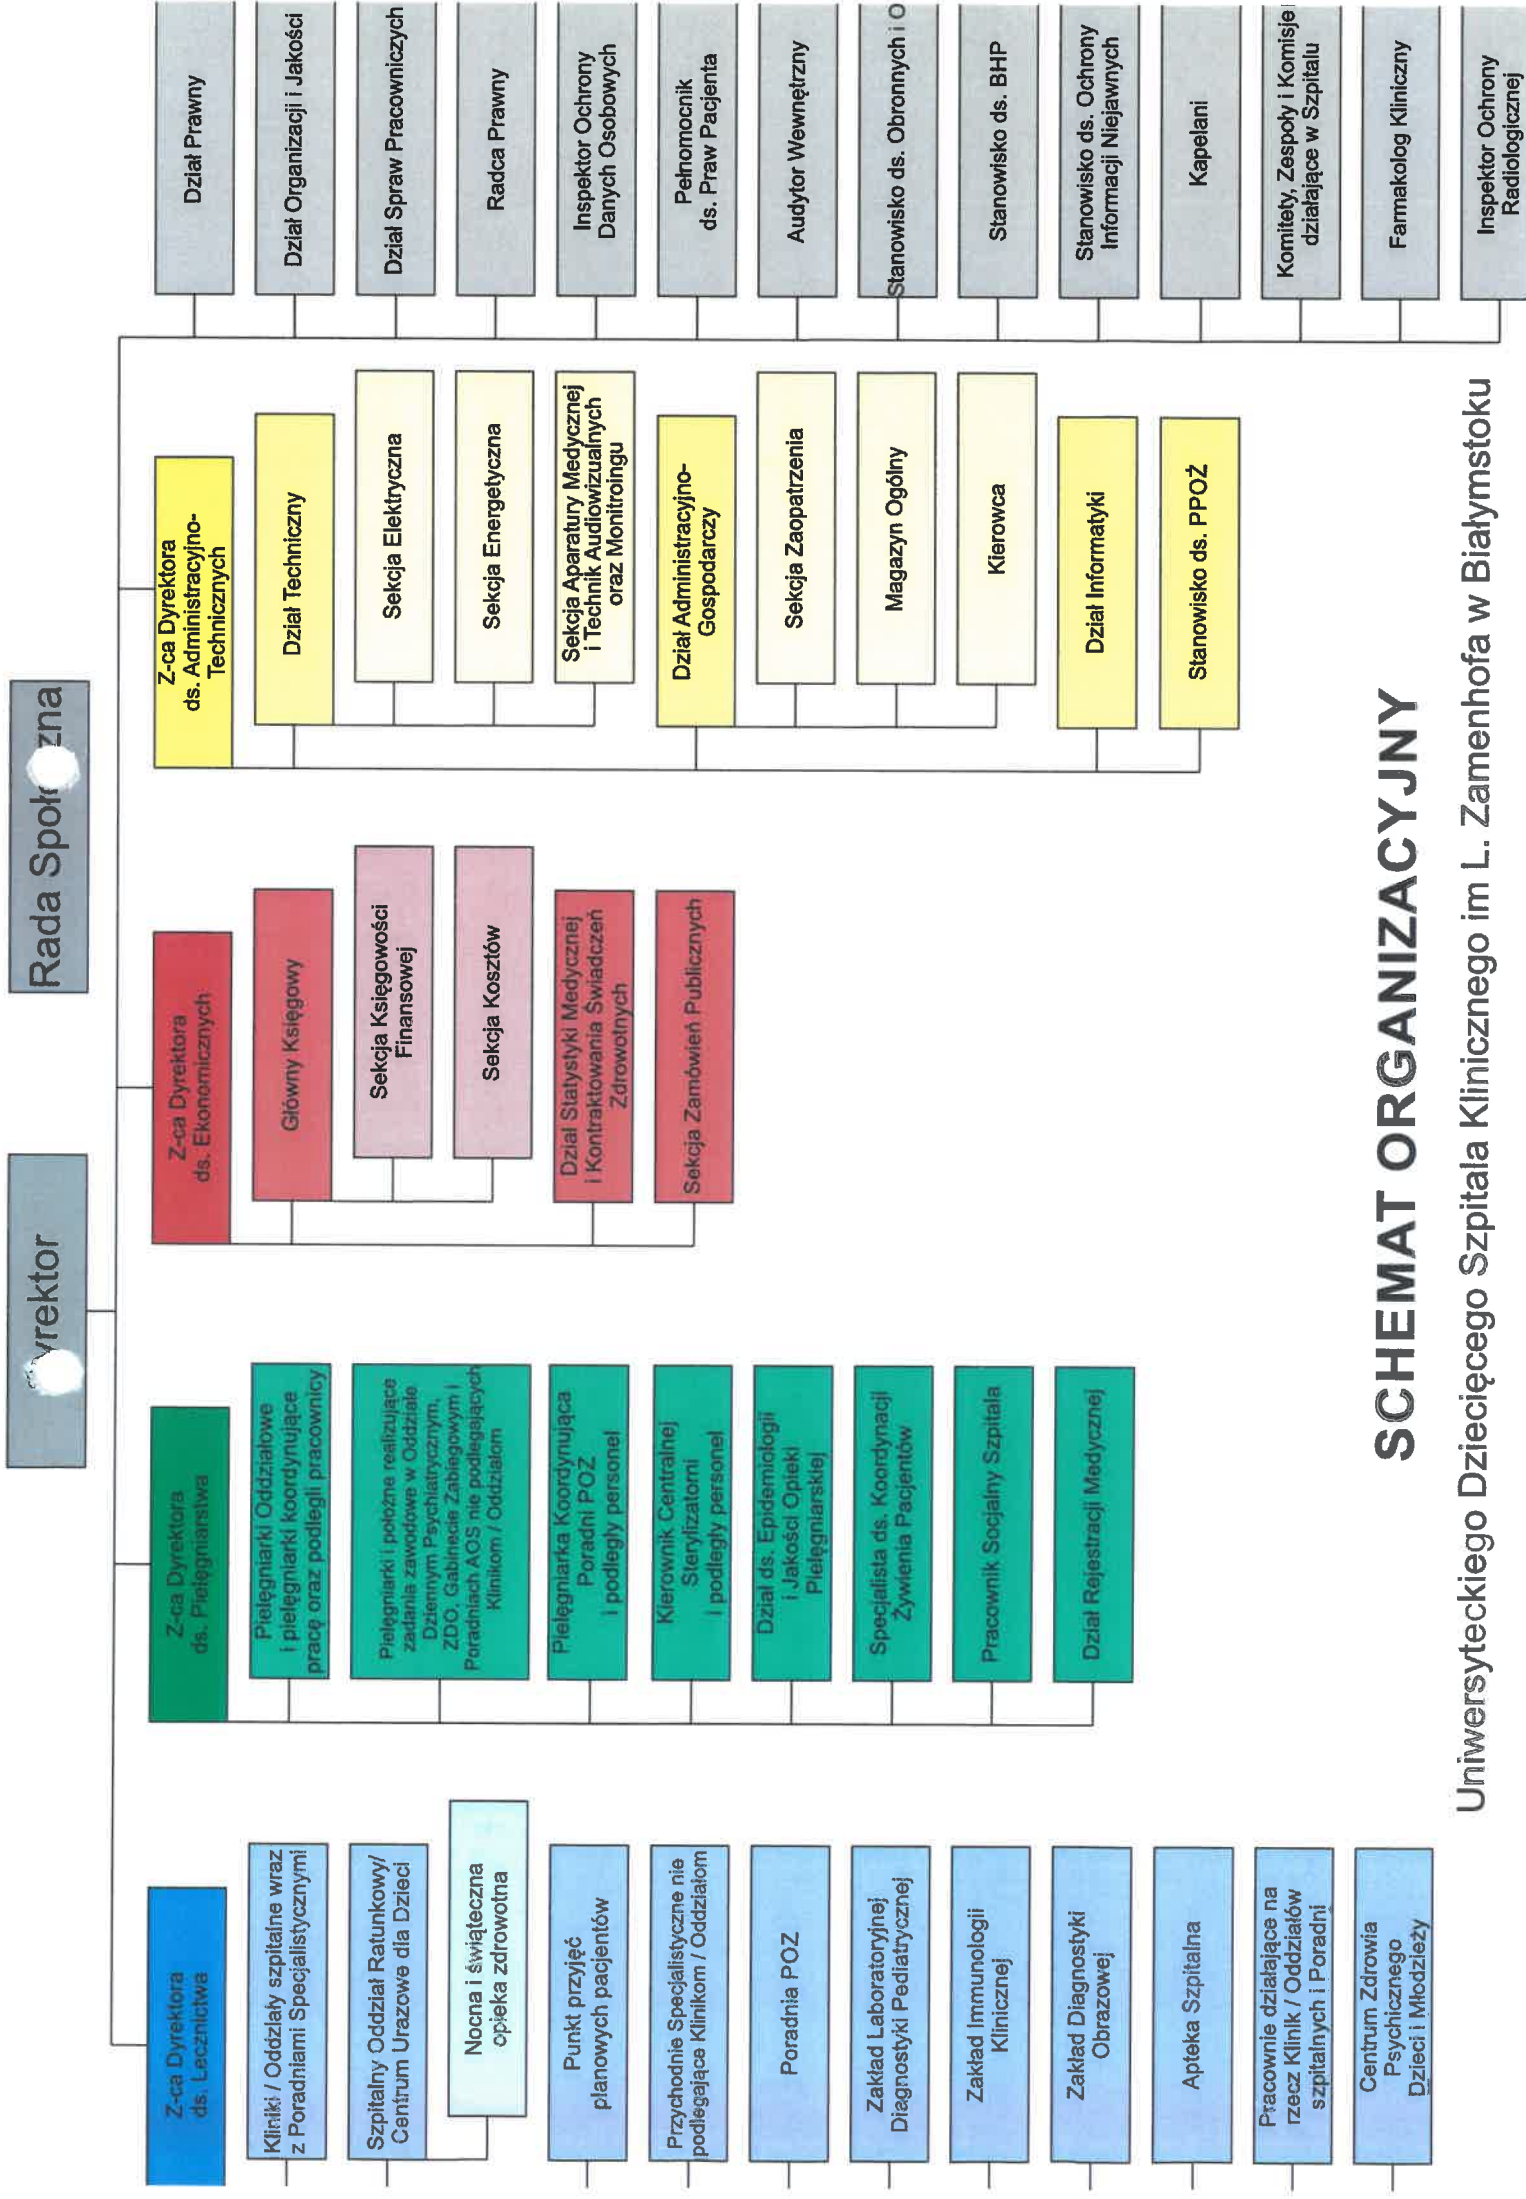 yrektor
Rada Społ zna
Z-ca Dyrektora
ds. Lecznictwa
Kliniki / Oddziały szpitalne wraz
z Poradniami Specjalistycznymi
Szpitalny Oddział Ratunkowy/
Centrum Urazowe dla Dzieci
Nocna i świąteczna
opieka zdrowotna
Punkt przyjęć
planowych pacjentów
Przychodnie Specjalistyczne nie
podlegające Klinikom / Oddziałom
Poradnia POZ
Zakład Laboratoryjnej
Diagnostyki Pediatrycznej
Zakład Immunologii
Klinicznej
Zakład Diagnostyki
Obrazowej
Apteka Szpitalna
Pracownie działające na
rzecz Klinik / Oddziałów
szpitalnych i Poradni
Centrum Zdrowia
Psychicznego
Dzieci i Młodzieży
Z-ca Dyrektora
ds. Pielęgniarstwa
Pielęgniarki Oddziałowe
i pielęgniarki koordynujące
pracę oraz podlegli pracownicy
Pielęgniarki i położne realizujące
zadania zawodowe w Oddziale
Dziennym Psychiatrycznym,
ZDO, Gabinecie Zabiegowym i
Poradniach AOS nie podlegających
Klinikom / Oddziałom
Pielęgniarka Koordynująca
Poradni POZ
i podległy personel
Kierownik Centralnej
Sterylizatorni
i podległy personel
Dział ds. Epidemiologii
i Jakości Opieki
Pielęgniarskiej
Specjalista ds. Koordynacji
Żywienia Pacjentów
Pracownik Socjalny Szpitala
Dział Rejestracji Medycznej
Z-ca Dyrektora
ds. Ekonomicznych
Główny Księgowy
Sekcja Księgowości
Finansowej
Sekcja Kosztów
Dział Statystyki Medycznej
i Kontraktowania Świadczeń
Zdrowotnych
Sekcja Zamówień Publicznych
Z-ca Dyrektora
ds. Administracyjno-
Technicznych
Dział Techniczny
Sekcja Elektryczna
Sekcja Energetyczna
Sekcja Aparatury Medycznej
i Technik Audiowizualnych
oraz Monitroingu
Dział Administracyjno-
Gospodarczy
Sekcja Zaopatrzenia
Magazyn Ogólny
Kierowca
Dział Informatyki
Stanowisko ds. PPOŻ
Dział Prawny
Dział Organizacji i Jakości
Dział Spraw Pracowniczych
Radca Prawny
Inspektor Ochrony
Danych Osobowych
Pełnomocnik
ds. Praw Pacjenta
Audytor Wewnętrzny
Stanowisko ds. Obronnych i O
Stanowisko ds. BHP
Stanowisko ds. Ochrony
Informacji Niejawnych
Kapelani
Komitety, Zespoły i Komisje
działające w Szpitalu
Farmakolog Kliniczny
Inspektor Ochrony
Radiologicznej
SCHEMAT ORGANIZACYJNY
Uniwersyteckiego Dziecięcego Szpitala Klinicznego im L. Zamenhofa w Białymstoku